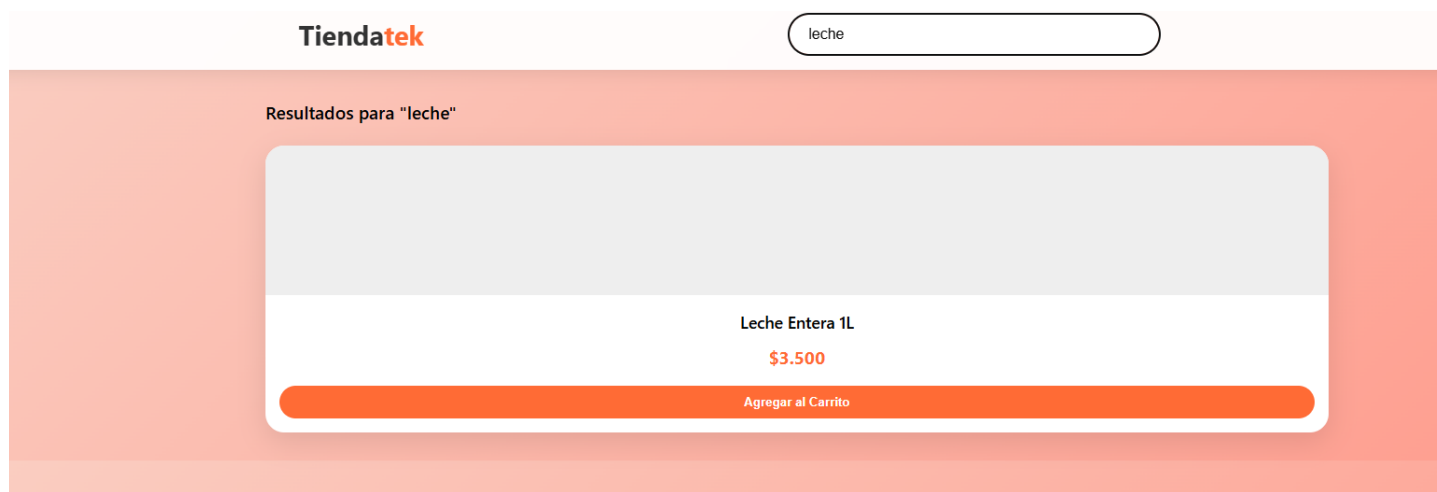 Tiendatek
leche
Resultados para "leche"
Leche Entera 1L
$3.500
Agregar al Carrito